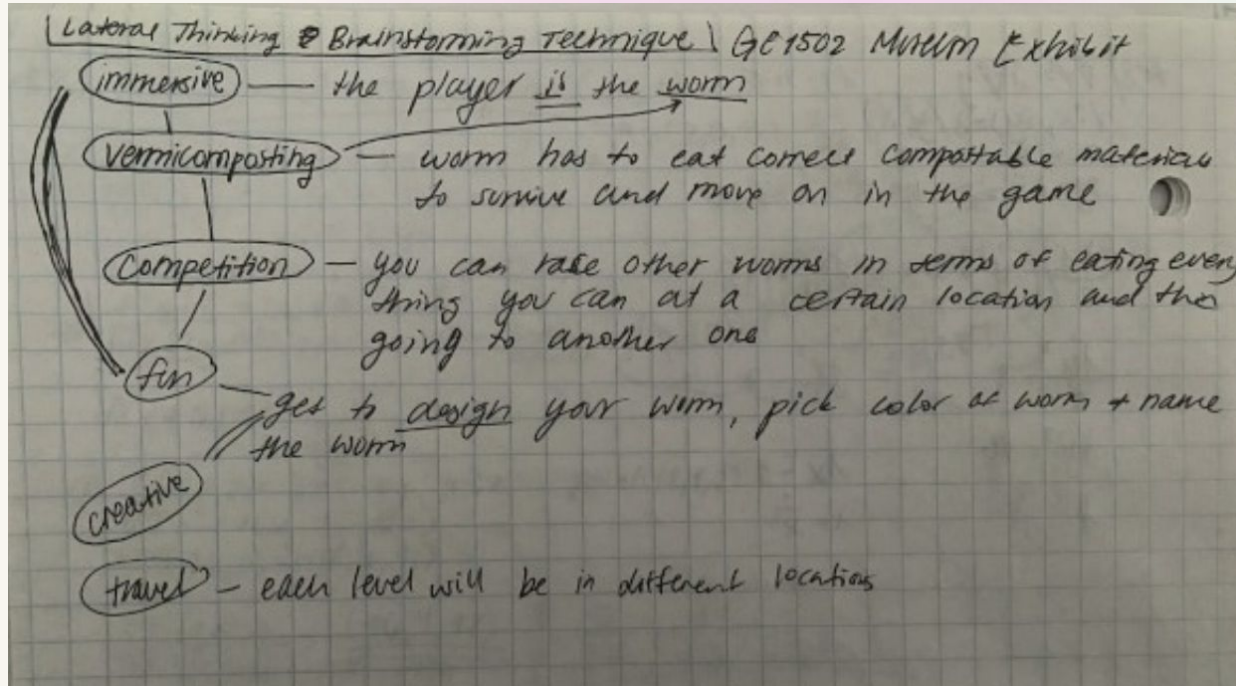 Lateral Thinking Brainstorming Technique | GE 1502 Museum Exhibit
immersive — the player is the worm
vermicomposting — worm has to eat correct compostable materials
to survive and move on in the game
competition — you can race other worms in terms of eating every
thing you can at a certain location and then
going to another one
fun
get to design your worm, pick color of worm + name
the worm
creative
travel — each level will be in different locations